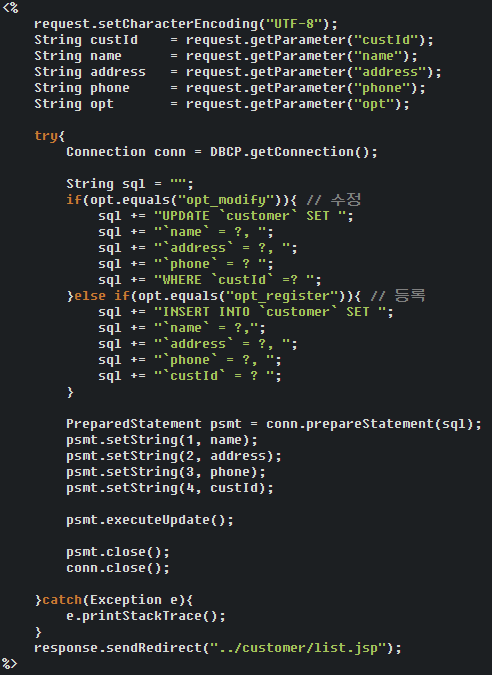 <%
    request.setCharacterEncoding("UTF-8");
    String custId    = request.getParameter("custId");
    String name      = request.getParameter("name");
    String address   = request.getParameter("address");
    String phone     = request.getParameter("phone");
    String opt       = request.getParameter("opt");

    try{
        Connection conn = DBCP.getConnection();

        String sql = "";
        if(opt.equals("opt_modify")){ // 수정
            sql += "UPDATE `customer` SET ";
            sql += "`name` = ?, ";
            sql += "`address` = ?, ";
            sql += "`phone` = ? ";
            sql += "WHERE `custId` =? ";
        }else if(opt.equals("opt_register")){ // 등록
            sql += "INSERT INTO `customer` SET ";
            sql += "`name` = ?,";
            sql += "`address` = ?, ";
            sql += "`phone` = ?, ";
            sql += "`custId` = ? ";
        }

        PreparedStatement psmt = conn.prepareStatement(sql);
        psmt.setString(1, name);
        psmt.setString(2, address);
        psmt.setString(3, phone);
        psmt.setString(4, custId);

        psmt.executeUpdate();

        psmt.close();
        conn.close();

    }catch(Exception e){
        e.printStackTrace();
    }
    response.sendRedirect("../customer/list.jsp");
%>